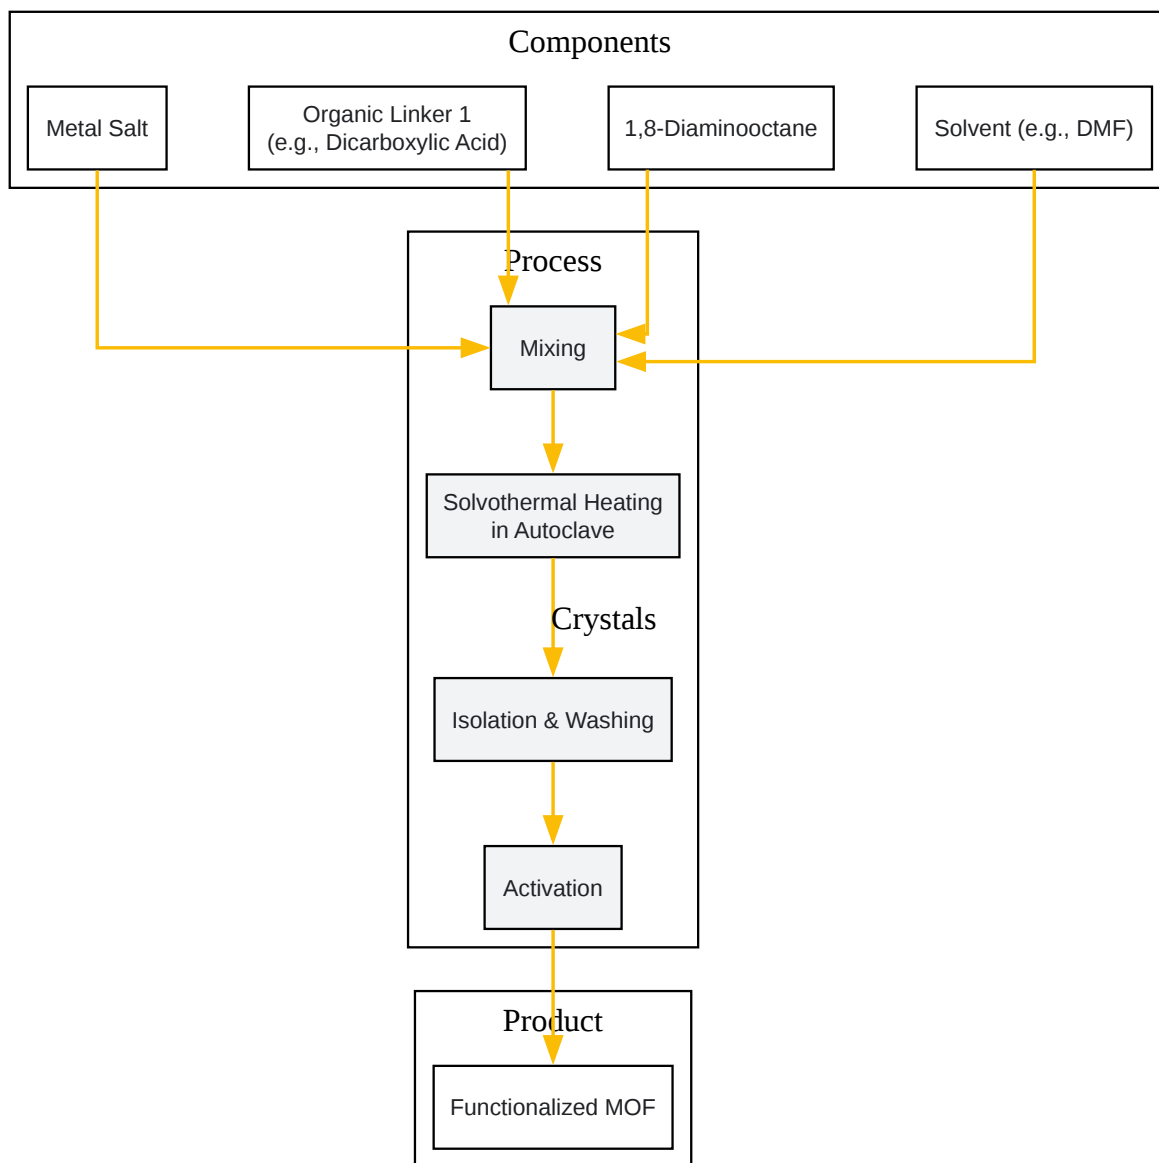 Components
Metal Salt
Organic Linker 1
(e.g., Dicarboxylic Acid)
1,8-Diaminooctane
Solvent (e.g., DMF)
Process
Mixing
Solvothermal Heating
in Autoclave
Crystals
Isolation & Washing
Activation
Product
Functionalized MOF